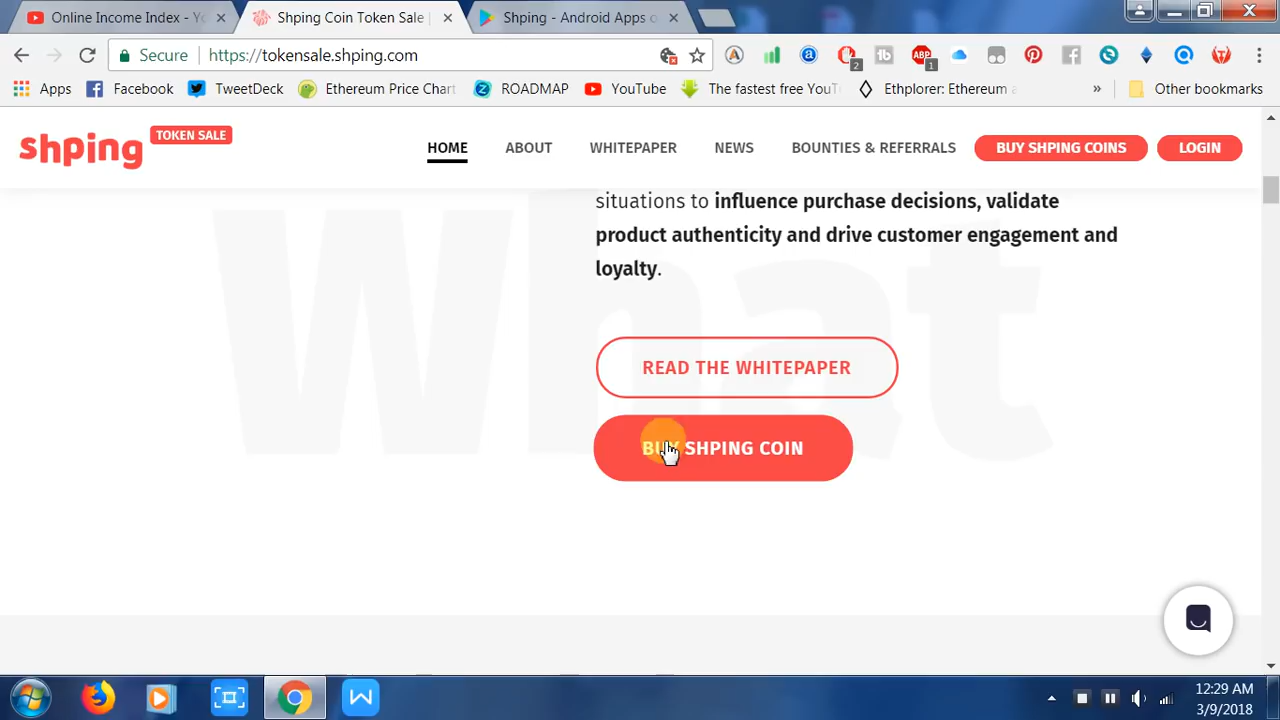 Online Income Index - Yo
Shping Coin Token Sale |
Shping - Android Apps o
Secure
https://tokensale.shping.com
Apps
Facebook
TweetDeck
Ethereum Price Chart
ROADMAP
YouTube
The fastest free YouT
Ethplorer: Ethereum a
»
Other bookmarks
shping TOKEN SALE
HOME
ABOUT
WHITEPAPER
NEWS
BOUNTIES & REFERRALS
BUY SHPING COINS
LOGIN
What
situations to influence purchase decisions, validate
product authenticity and drive customer engagement and
loyalty.
READ THE WHITEPAPER
BUY SHPING COIN
12:29 AM
3/9/2018